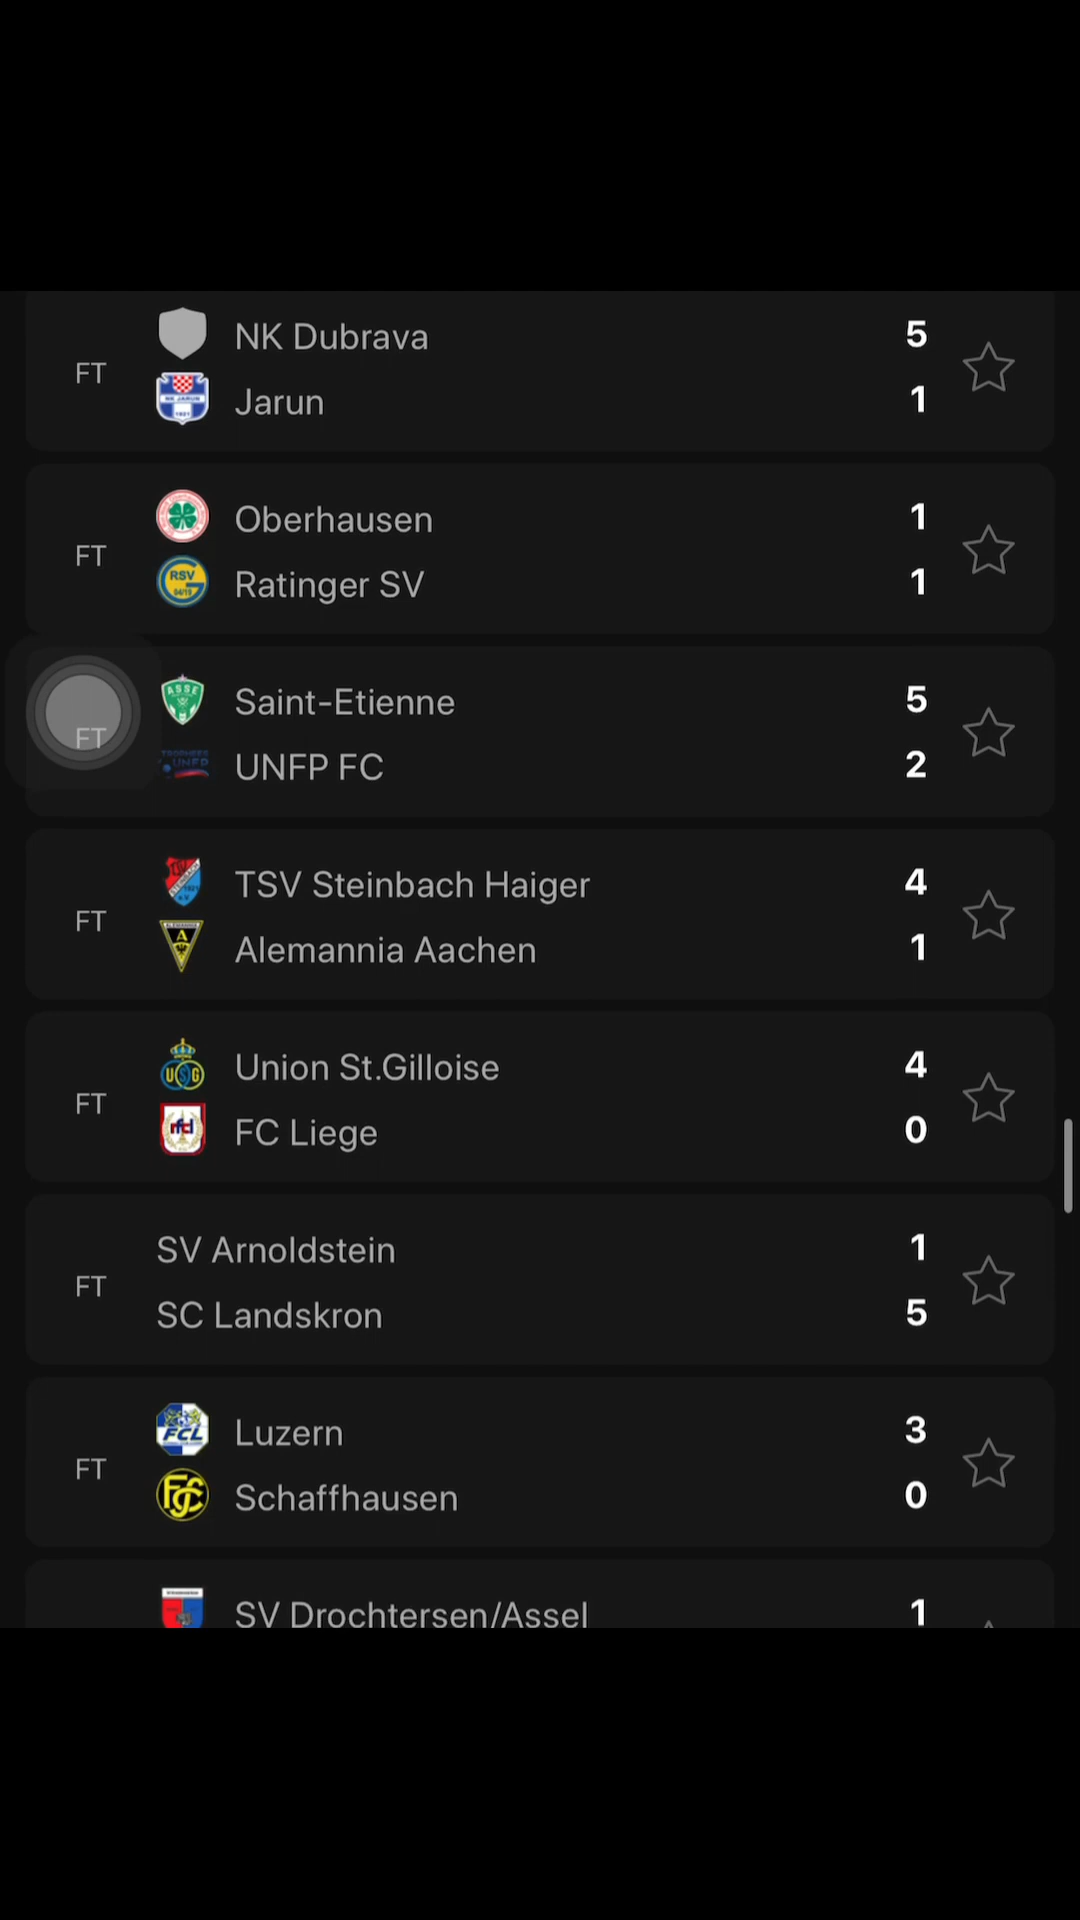 NK Dubrava 5
FT
Jarun 1
Oberhausen 1
FT
Ratinger SV 1
Saint-Etienne 5
FT
UNFP FC 2
TSV Steinbach Haiger 4
FT
Alemannia Aachen 1
Union St.Gilloise 4
FT
FC Liege 0
SV Arnoldstein 1
FT
SC Landskron 5
Luzern 3
FT
Schaffhausen 0
SV Drochtersen/Assel 1